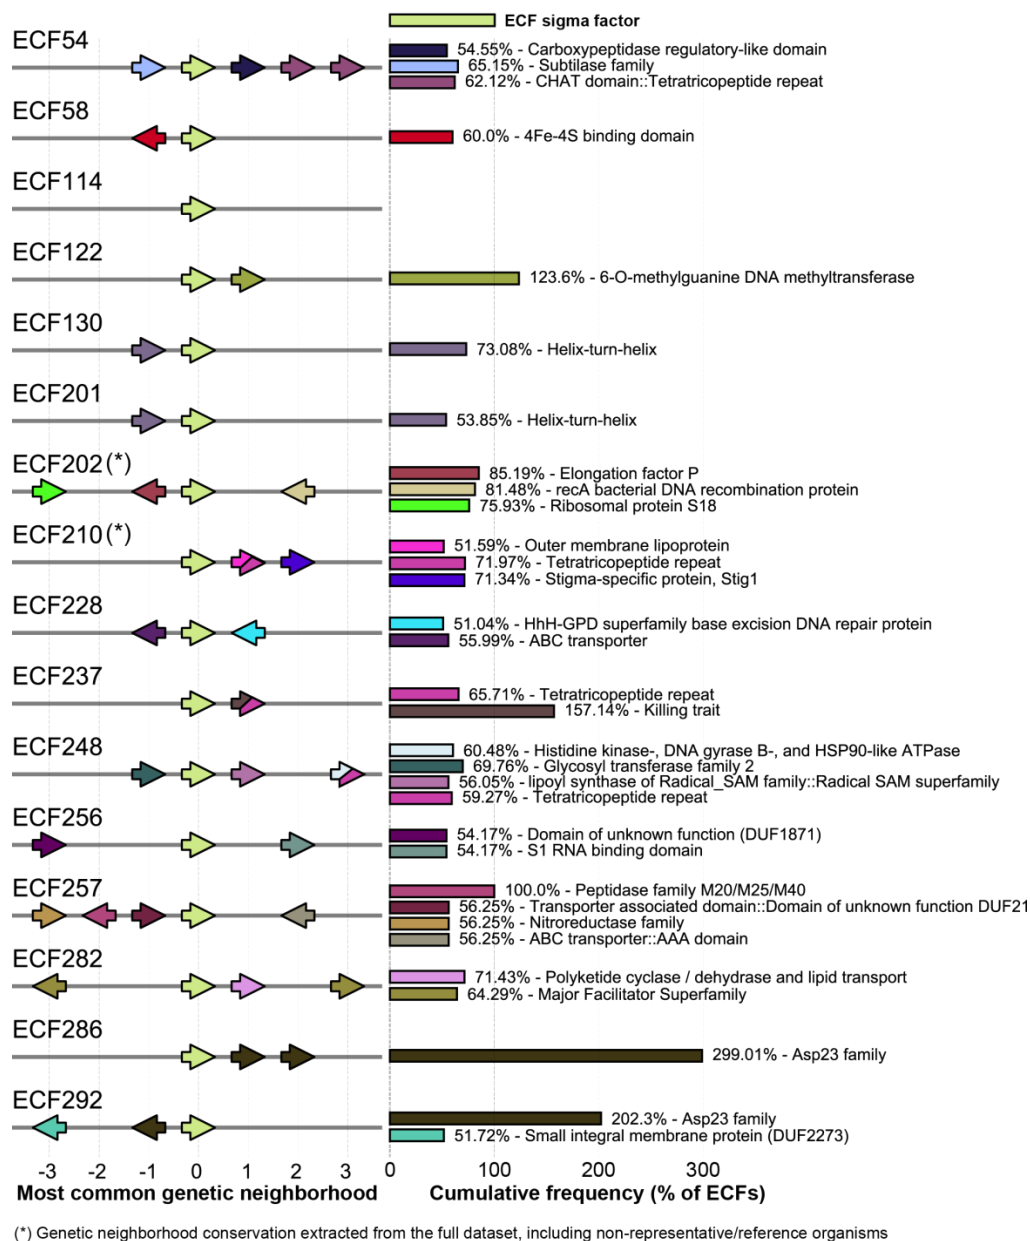 ECF sigma factor
ECF54
54.55% - Carboxypeptidase regulatory-like domain
65.15% - Subtilase family
62.12% - CHAT domain::Tetratricopeptide repeat
ECF58
60.0% - 4Fe-4S binding domain
ECF114
ECF122
123.6% - 6-O-methylguanine DNA methyltransferase
ECF130
73.08% - Helix-turn-helix
ECF201
53.85% - Helix-turn-helix
ECF202(*)
85.19% - Elongation factor P
81.48% - recA bacterial DNA recombination protein
75.93% - Ribosomal protein S18
ECF210(*)
51.59% - Outer membrane lipoprotein
71.97% - Tetratricopeptide repeat
71.34% - Stigma-specific protein, Stig1
ECF228
51.04% - HhH-GPD superfamily base excision DNA repair protein
55.99% - ABC transporter
ECF237
65.71% - Tetratricopeptide repeat
157.14% - Killing trait
ECF248
60.48% - Histidine kinase-, DNA gyrase B-, and HSP90-like ATPase
69.76% - Glycosyl transferase family 2
56.05% - lipoyl synthase of Radical_SAM family::Radical SAM superfamily
59.27% - Tetratricopeptide repeat
ECF256
54.17% - Domain of unknown function (DUF1871)
54.17% - S1 RNA binding domain
ECF257
100.0% - Peptidase family M20/M25/M40
56.25% - Transporter associated domain::Domain of unknown function DUF21
56.25% - Nitroreductase family
56.25% - ABC transporter::AAA domain
ECF282
71.43% - Polyketide cyclase / dehydrase and lipid transport
64.29% - Major Facilitator Superfamily
ECF286
299.01% - Asp23 family
ECF292
202.3% - Asp23 family
51.72% - Small integral membrane protein (DUF2273)
-3 -2 -1 0 1 2 3 0 100 200 300
Most common genetic neighborhood Cumulative frequency (% of ECFs)
(*) Genetic neighborhood conservation extracted from the full dataset, including non-representative/reference organisms